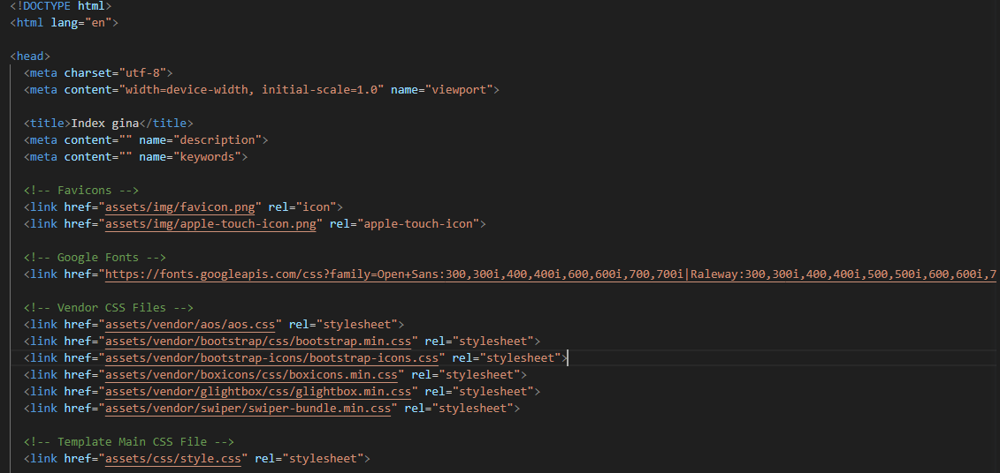 <!DOCTYPE html>
<html lang="en">
<head>
<meta charset="utf-8">
<meta content="width=device-width, initial-scale=1.0" name="viewport">
<title>Index gina</title>
<meta content="" name="description">
<meta content="" name="keywords">
<!-- Favicons -->
<link href="assets/img/favicon.png" rel="icon">
<link href="assets/img/apple-touch-icon.png" rel="apple-touch-icon">
<!-- Google Fonts -->
<link href="https://fonts.googleapis.com/css?family=Open+Sans:300,300i,400,400i,600,600i,700,700i|Raleway:300,300i,400,400i,500,500i,600,600i,7
<!-- Vendor CSS Files -->
<link href="assets/vendor/aos/aos.css" rel="stylesheet">
<link href="assets/vendor/bootstrap/css/bootstrap.min.css" rel="stylesheet">
<link href="assets/vendor/bootstrap-icons/bootstrap-icons.css" rel="stylesheet">
<link href="assets/vendor/boxicons/css/boxicons.min.css" rel="stylesheet">
<link href="assets/vendor/glightbox/css/glightbox.min.css" rel="stylesheet">
<link href="assets/vendor/swiper/swiper-bundle.min.css" rel="stylesheet">
<!-- Template Main CSS File -->
<link href="assets/css/style.css" rel="stylesheet">